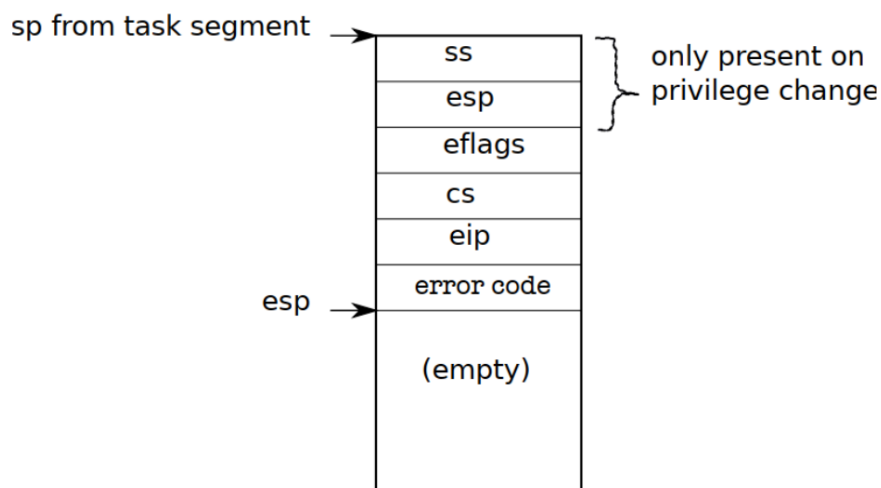 sp from task segment
ss
only present on
privilege change
esp
eflags
cs
eip
error code
esp
(empty)